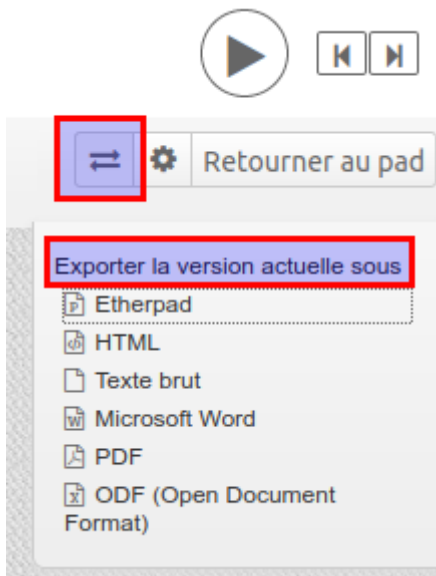 Retourner au pad
Exporter la version actuelle sous
Etherpad
HTML
Texte brut
Microsoft Word
PDF
ODF (Open Document
Format)